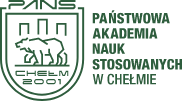 PANS
CHEŁM
2001
PAŃSTWOWA
AKADEMIA
NAUK
STOSOWANYCH
W CHEŁMIE